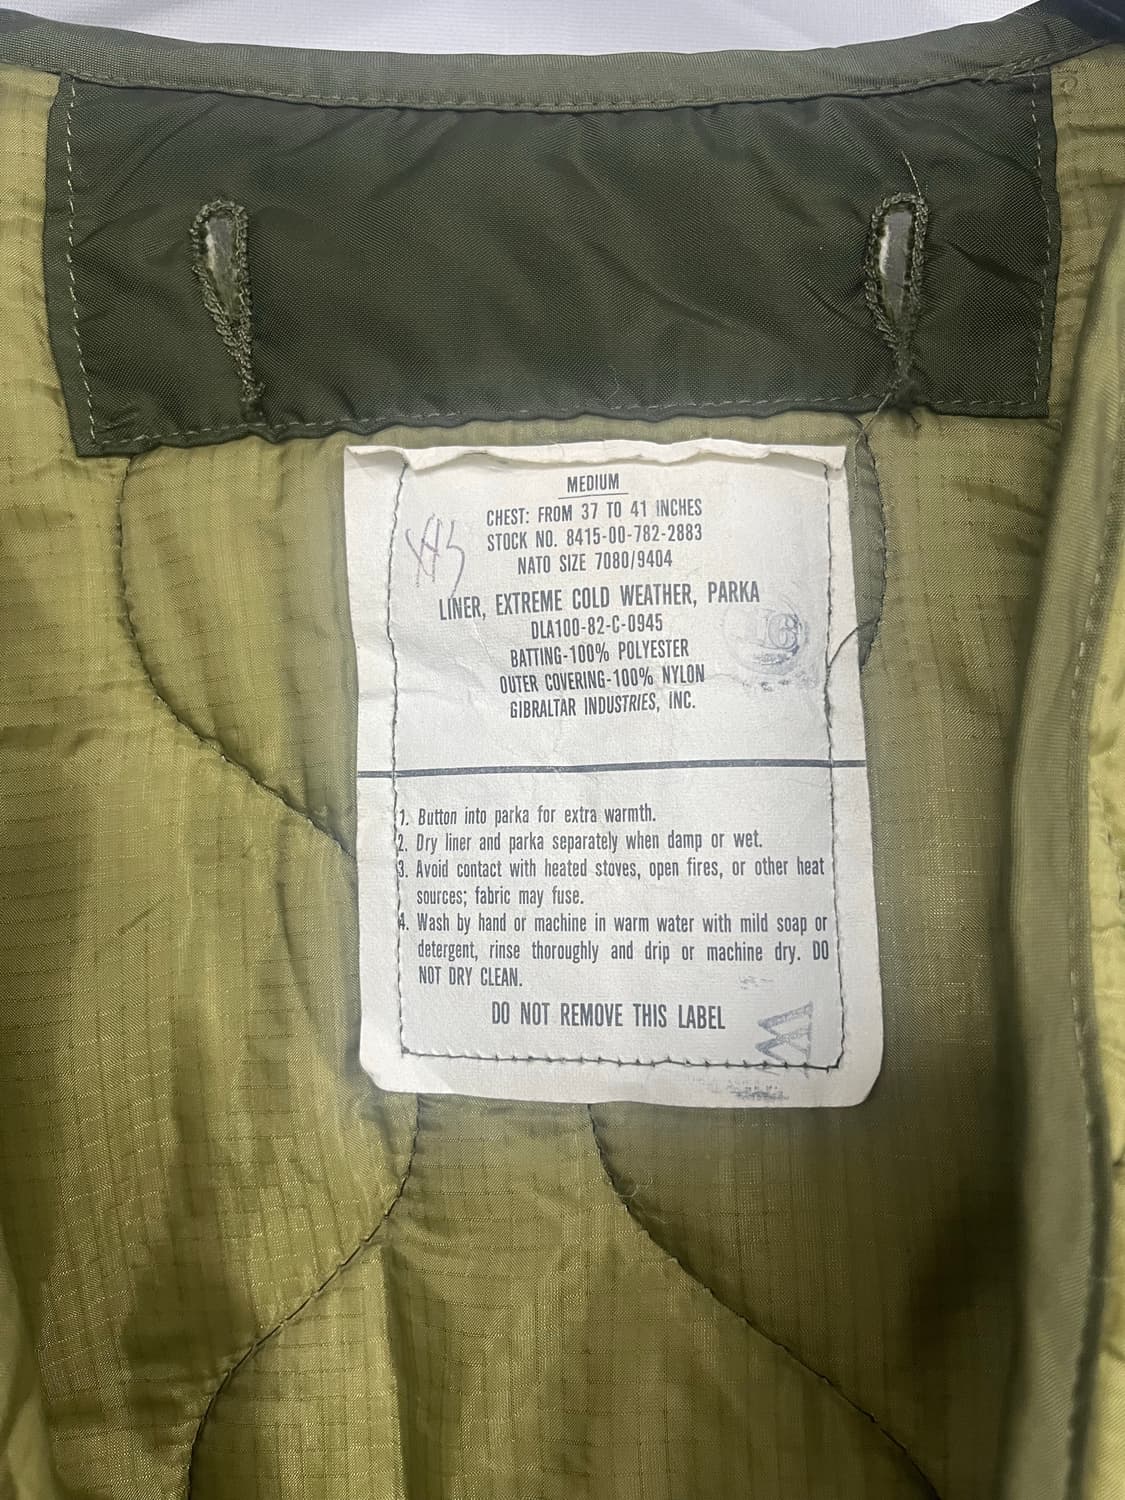 MEDIUM
CHEST: FROM 37 TO 41 INCHES
STOCK NO. 8415-00-782-2883
NATO SIZE 7080/9404
LINER, EXTREME COLD WEATHER, PARKA
DLA100-82-C-0945
BATTING-100% POLYESTER
OUTER COVERING-100% NYLON
GIBRALTAR INDUSTRIES, INC.
1. Button into parka for extra warmth.
2. Dry liner and parka separately when damp or wet.
3. Avoid contact with heated stoves, open fires, or other heat
sources; fabric may fuse.
4. Wash by hand or machine in warm water with mild soap or
detergent, rinse thoroughly and drip or machine dry. DO
NOT DRY CLEAN.
DO NOT REMOVE THIS LABEL